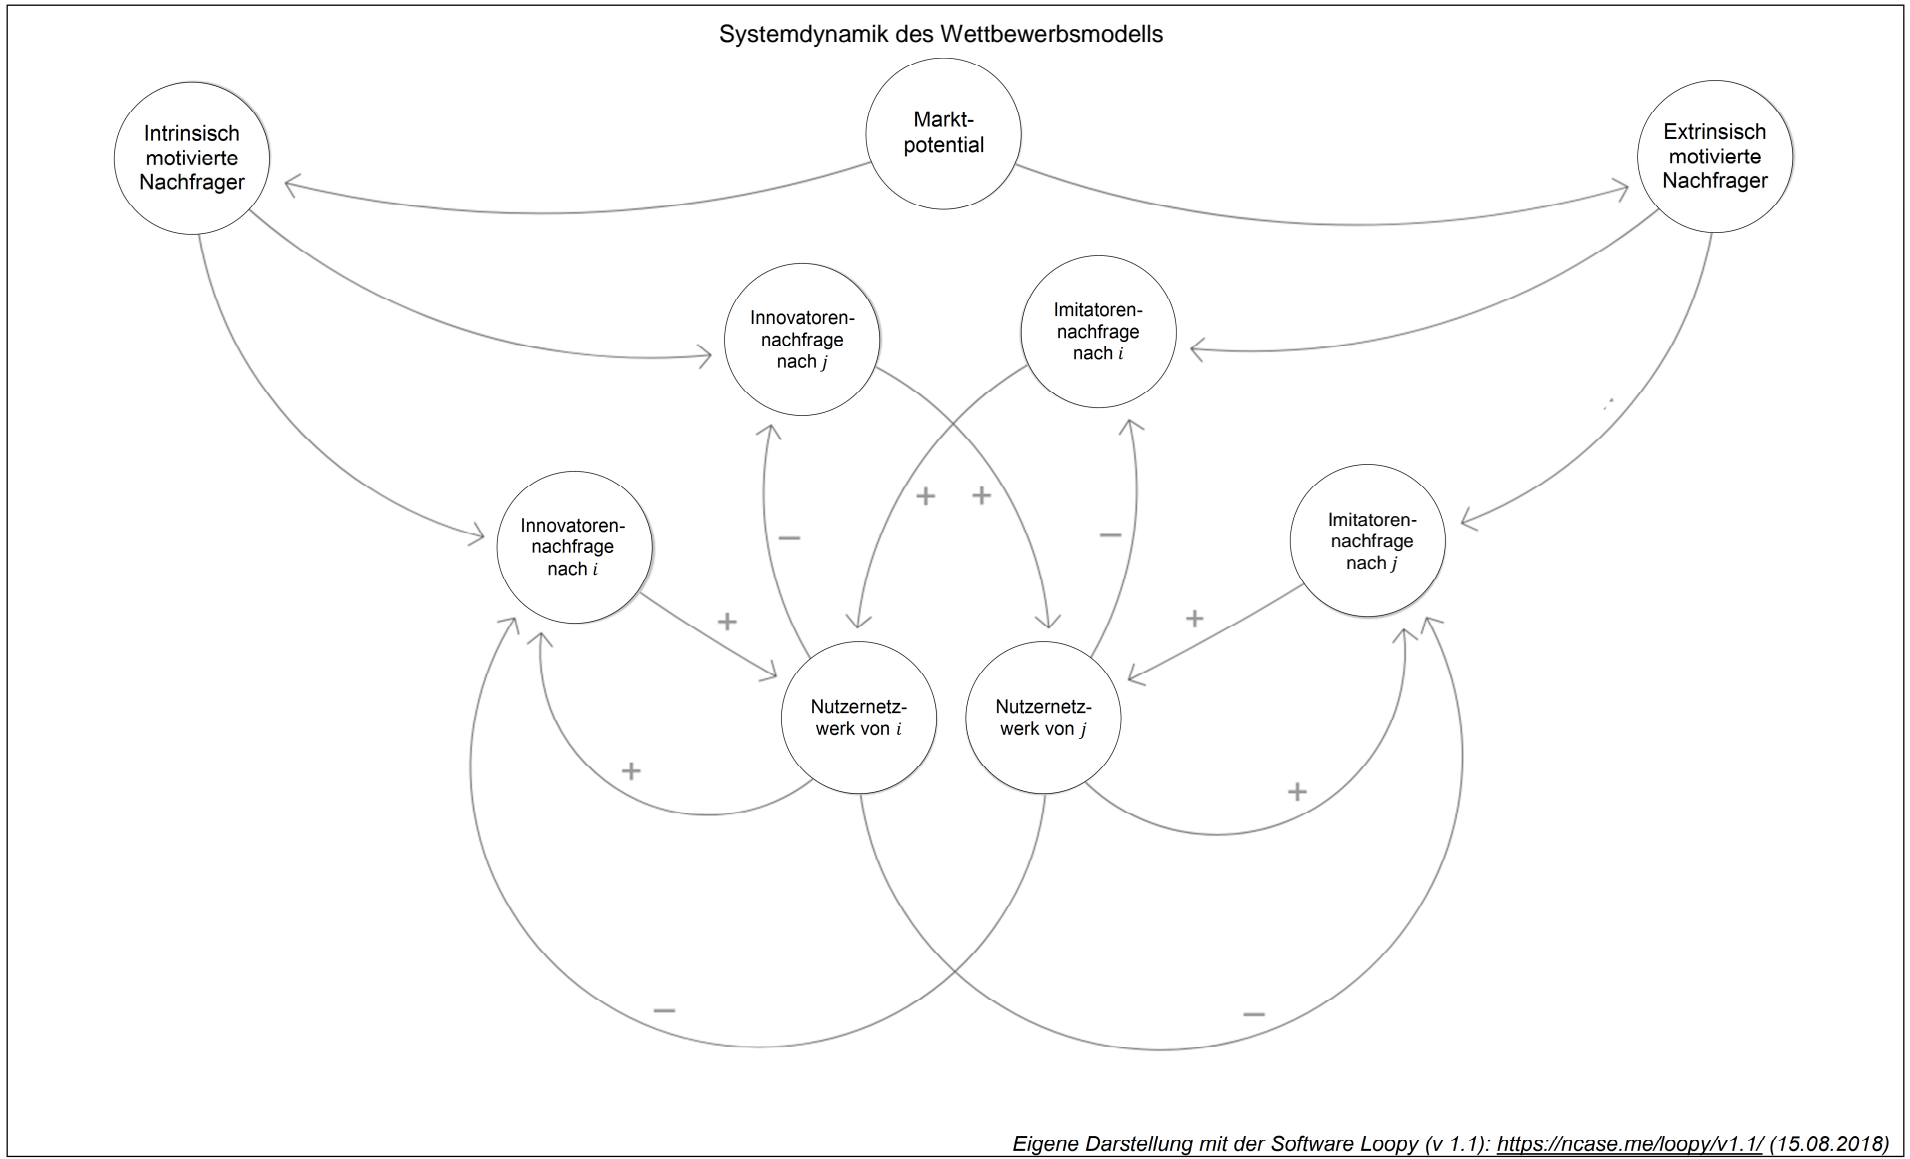 Systemdynamik des Wettbewerbsmodells
Markt-
potential
Intrinsisch
motivierte
Nachfrager
Extrinsisch
motivierte
Nachfrager
Innovatoren-
nachfrage
nach j
Imitatoren-
nachfrage
nach i
+ +
–
–
Innovatoren-
nachfrage
nach i
Imitatoren-
nachfrage
nach j
+
+
Nutzernetz-
werk von i
Nutzernetz-
werk von j
+
+
–
–
Eigene Darstellung mit der Software Loopy (v 1.1): https://ncase.me/loopy/v1.1/ (15.08.2018)